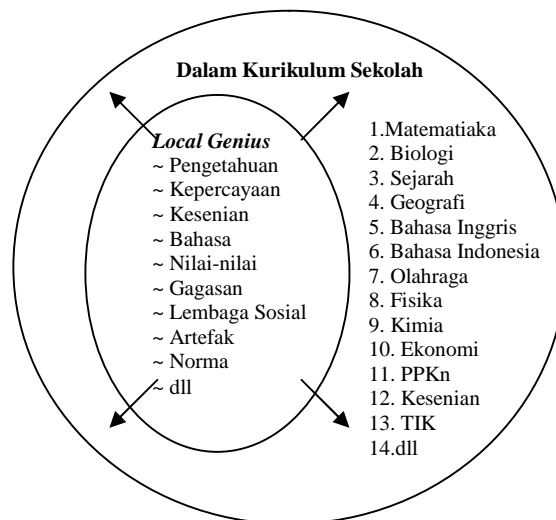 Dalam Kurikulum Sekolah
Local Genius
~ Pengetahuan
~ Kepercayaan
~ Kesenian
~ Bahasa
~ Nilai-nilai
~ Gagasan
~ Lembaga Sosial
~ Artefak
~ Norma
~ dll
1.Matematiaka
2. Biologi
3. Sejarah
4. Geografi
5. Bahasa Inggris
6. Bahasa Indonesia
7. Olahraga
8. Fisika
9. Kimia
10. Ekonomi
11. PPKn
12. Kesenian
13. TIK
14.dll